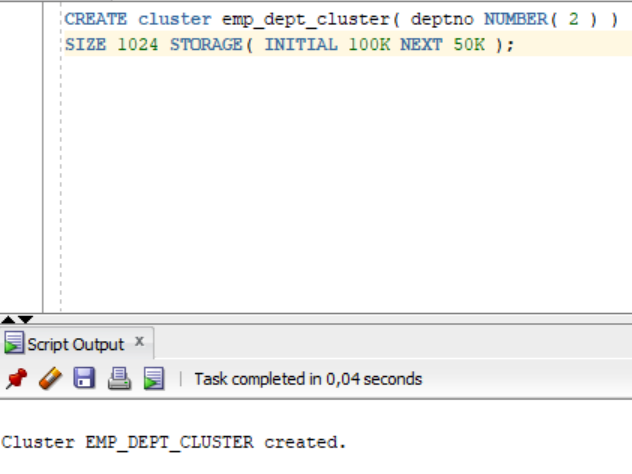 CREATE cluster emp_dept_cluster( deptno NUMBER( 2 ) )
SIZE 1024 STORAGE( INITIAL 100K NEXT 50K );
Script Output x
Task completed in 0,04 seconds
Cluster EMP_DEPT_CLUSTER created.